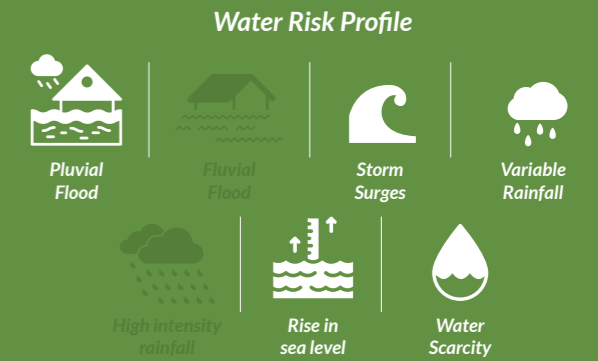 Water Risk Profile
Pluvial
Flood
Fluvial
Flood
Storm
Surges
Variable
Rainfall
High intensity
rainfall
Rise in
sea level
Water
Scarcity